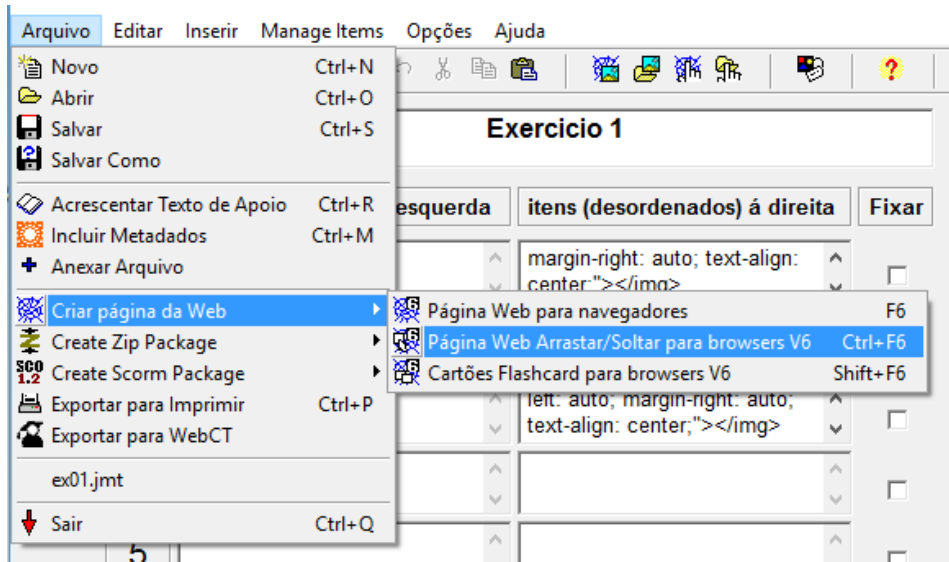 Arquivo Editar Inserir Manage Items Opções Ajuda
Novo Ctrl+N
Abrir Ctrl+O
Salvar Ctrl+S
Salvar Como
Acrescentar Texto de Apoio Ctrl+R
Incluir Metadados Ctrl+M
Anexar Arquivo
Criar página da Web
Create Zip Package
SCO 1.2 Create Scorm Package
Exportar para Imprimir Ctrl+P
Exportar para WebCT
ex01.jmt
Sair Ctrl+Q
Página Web para navegadores F6
Página Web Arrastar/Soltar para browsers V6 Ctrl+F6
Cartões Flashcard para browsers V6 Shift+F6
Exercicio 1
esquerda itens (desordenados) á direita Fixar
margin-right: auto; text-align:
center;"></img>
left: auto; margin-right: auto;
text-align: center;"></img>
5